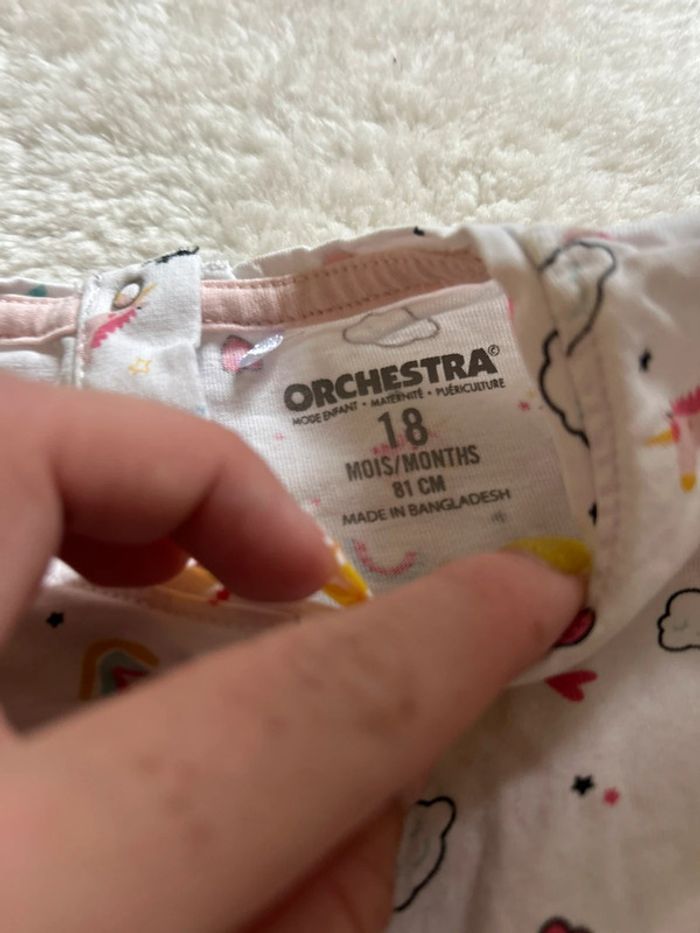 ORCHESTRA©
MODE ENFANT • MATERNITÉ • PUÉRICULTURE
18
MOIS/MONTHS
81 CM
MADE IN BANGLADESH